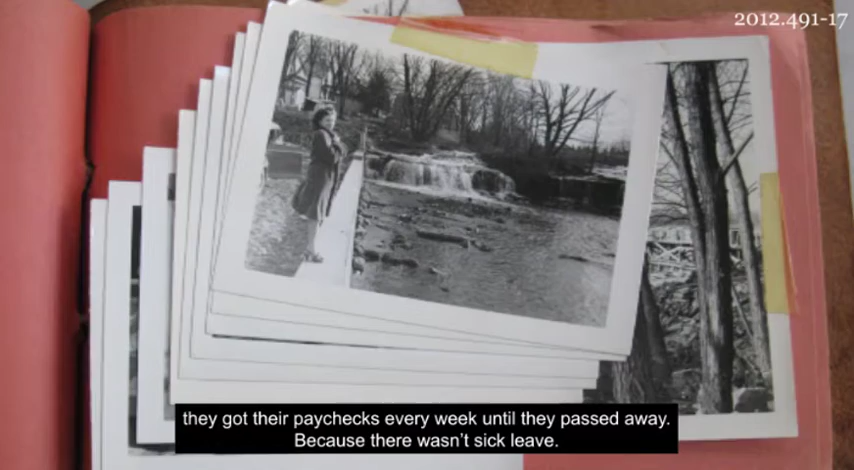 2012.491-17
they got their paychecks every week until they passed away.
Because there wasn't sick leave.